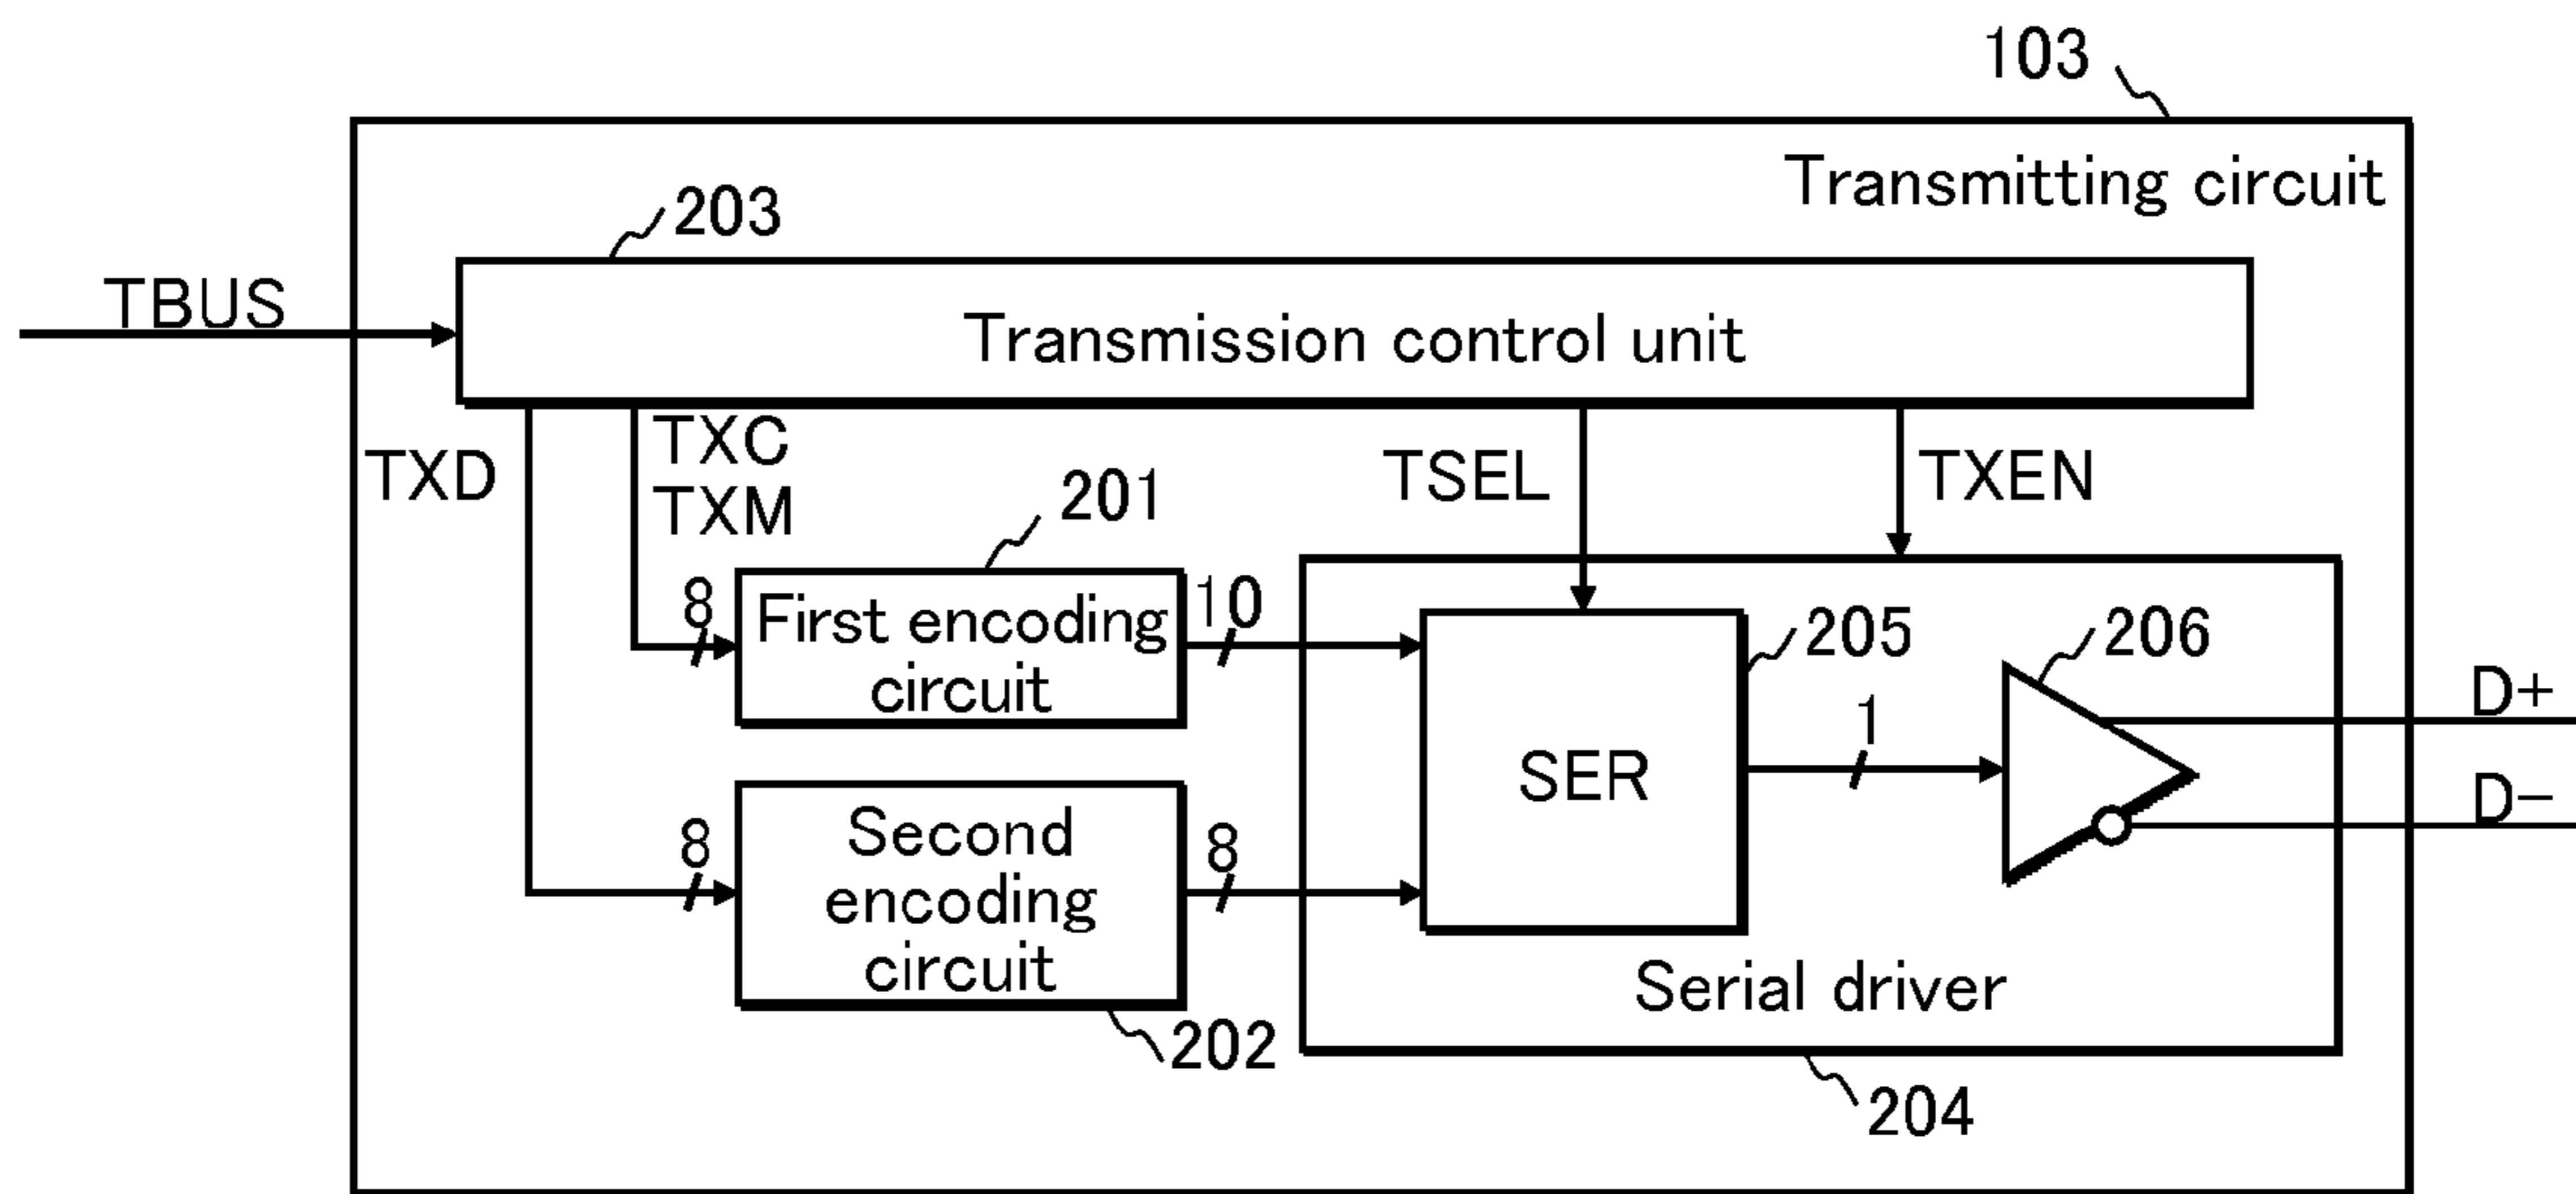 103
Transmitting circuit
203
TBUS
Transmission control unit
TXD
TXC
TXM
TSEL
TXEN
201
8
First encoding
circuit
10
205
206
D+
SER
1
D-
8
Second
encoding
circuit
8
Serial driver
202
204